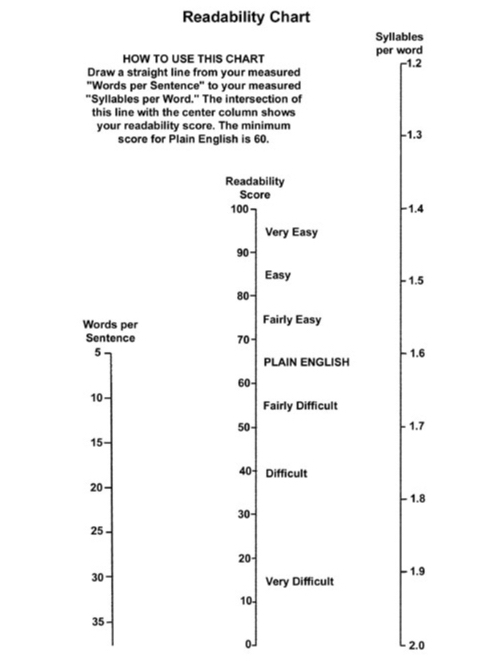 Readability Chart
HOW TO USE THIS CHART
Draw a straight line from your measured
"Words per Sentence" to your measured
"Syllables per Word." The intersection of
this line with the center column shows
your readability score. The minimum
score for Plain English is 60.
Words per
Sentence
5
10
15
20
25
30
35
Readability
Score
100
90
80
70
60
50
40
30
20
10
0
Very Easy
Easy
Fairly Easy
PLAIN ENGLISH
Fairly Difficult
Difficult
Very Difficult
Syllables
per word
1.2
1.3
1.4
1.5
1.6
1.7
1.8
1.9
2.0